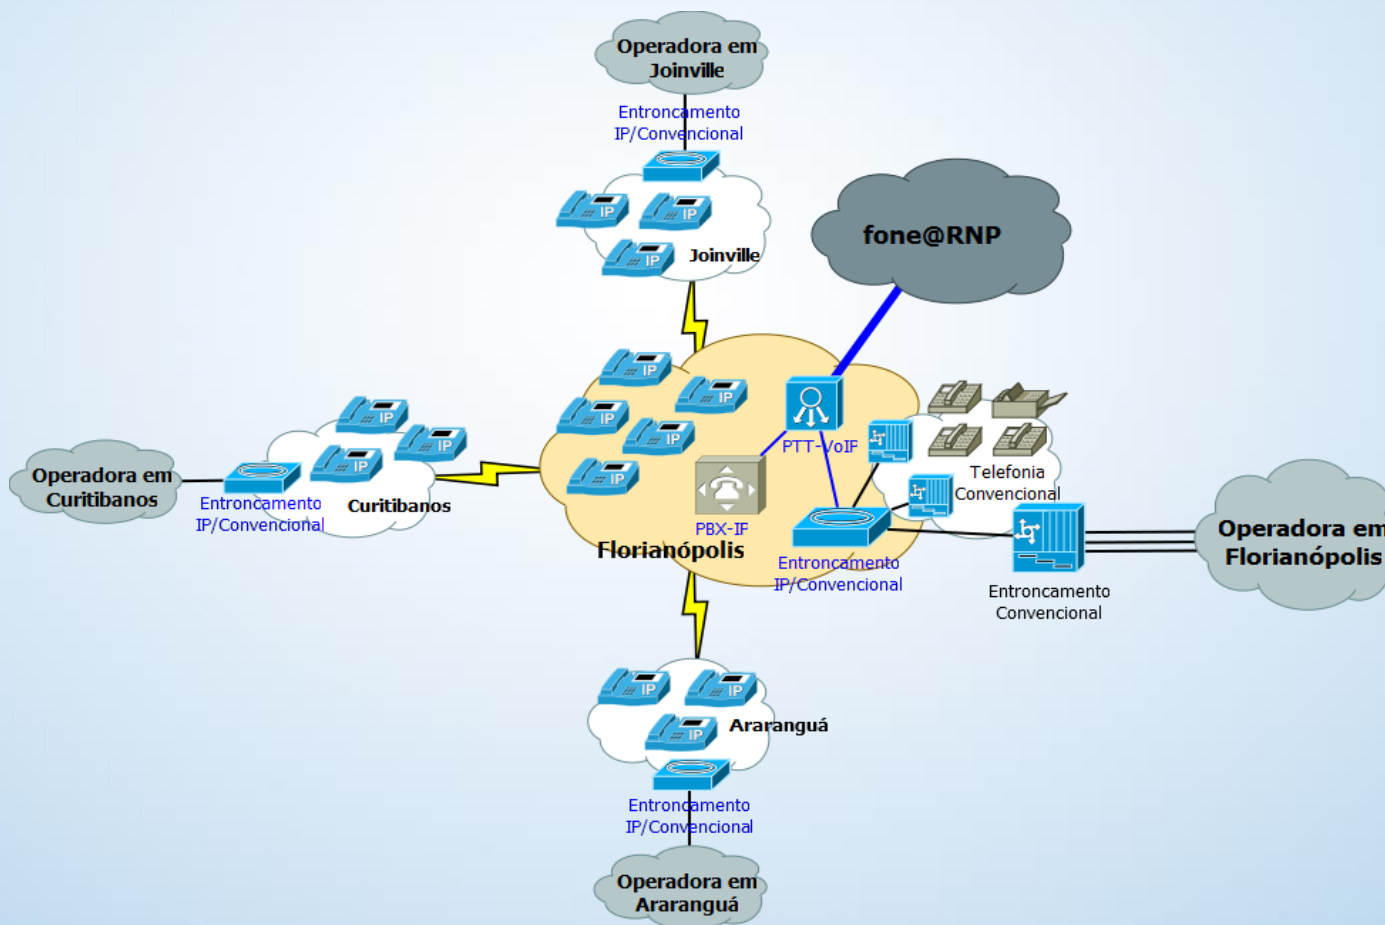 Operadora em
Joinville
Entroncamento
IP/Convencional
IP
IP
IP
Joinville
fone@RNP
IP
IP
IP
IP
IP
PTT-VoIP
PBX-IP
Florianópolis
Entroncamento
IP/Convencional
Telefonia
Convencional
Entroncamento
Convencional
Operadora em
Florianópolis
IP
IP
IP
Curitibanos
Entroncamento
IP/Convencional
Operadora em
Curitibanos
IP
IP
IP
Araranguá
Entroncamento
IP/Convencional
Operadora em
Araranguá